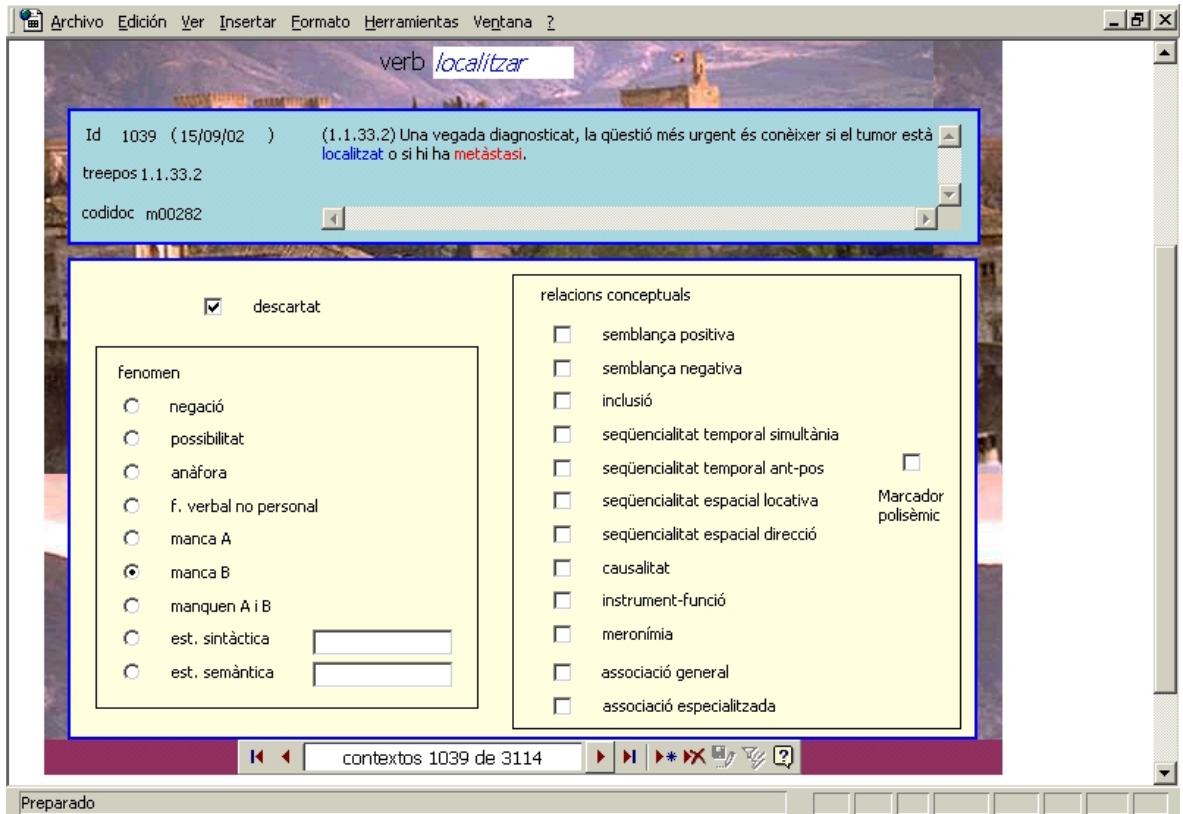 Archivo Edición Ver Insertar Formato Herramientas Ventana ?
verb localitzar
Id 1039 ( 15/09/02 )
(1.1.33.2) Una vegada diagnosticat, la qüestió més urgent és conèixer si el tumor està
localitzat o si hi ha metàstasi.
treepos 1.1.33.2
codidoc m00282
descartat
fenomen
negació
possibilitat
anàfora
f. verbal no personal
manca A
manca B
manquen A i B
est. sintàctica
est. semàntica
relacions conceptuals
semblança positiva
semblança negativa
inclusió
seqüencialitat temporal simultània
seqüencialitat temporal ant-pos
seqüencialitat espacial locativa
seqüencialitat espacial direcció
causalitat
instrument-funció
meronímia
associació general
associació especialitzada
Marcador
polisèmic
contextos 1039 de 3114
Preparado